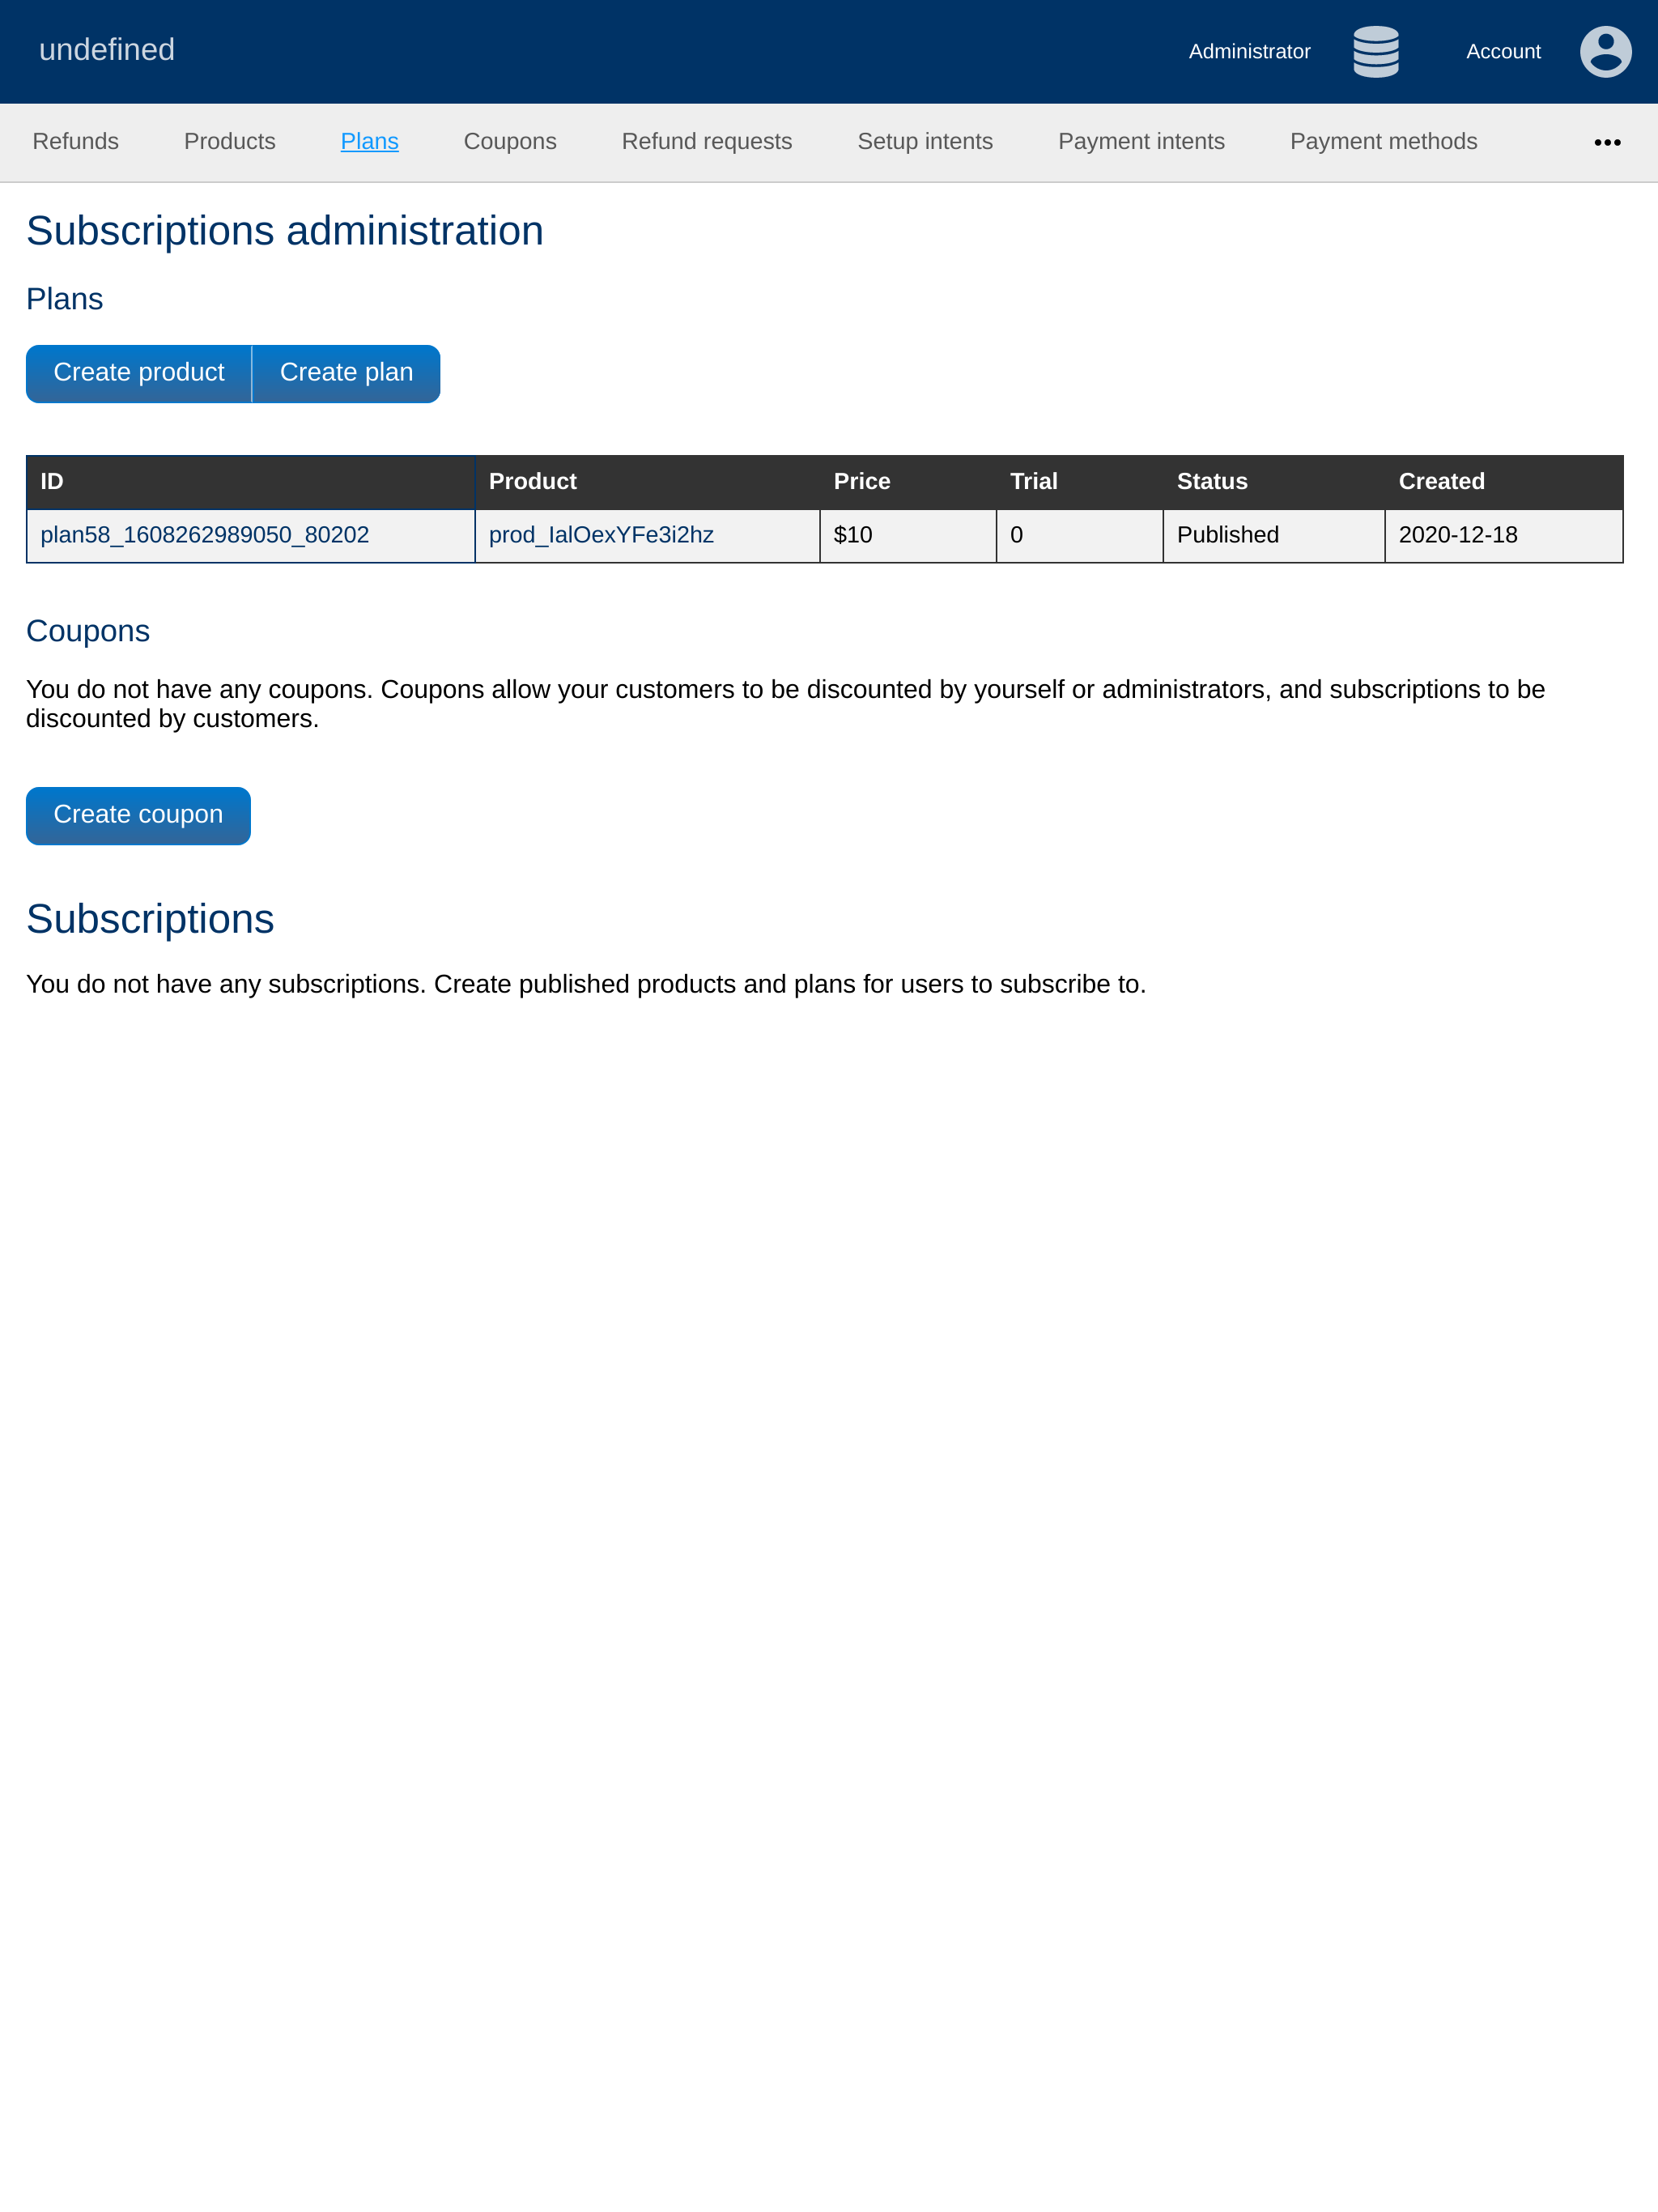 undefined
Administrator Account
Refunds Products Plans Coupons Refund requests Setup intents Payment intents Payment methods •••
Subscriptions administration
Plans
Create product Create plan
ID Product Price Trial Status Created
plan58_1608262989050_80202 prod_IalOexYFe3i2hz $10 0 Published 2020-12-18
Coupons
You do not have any coupons. Coupons allow your customers to be discounted by yourself or administrators, and subscriptions to be
discounted by customers.
Create coupon
Subscriptions
You do not have any subscriptions. Create published products and plans for users to subscribe to.